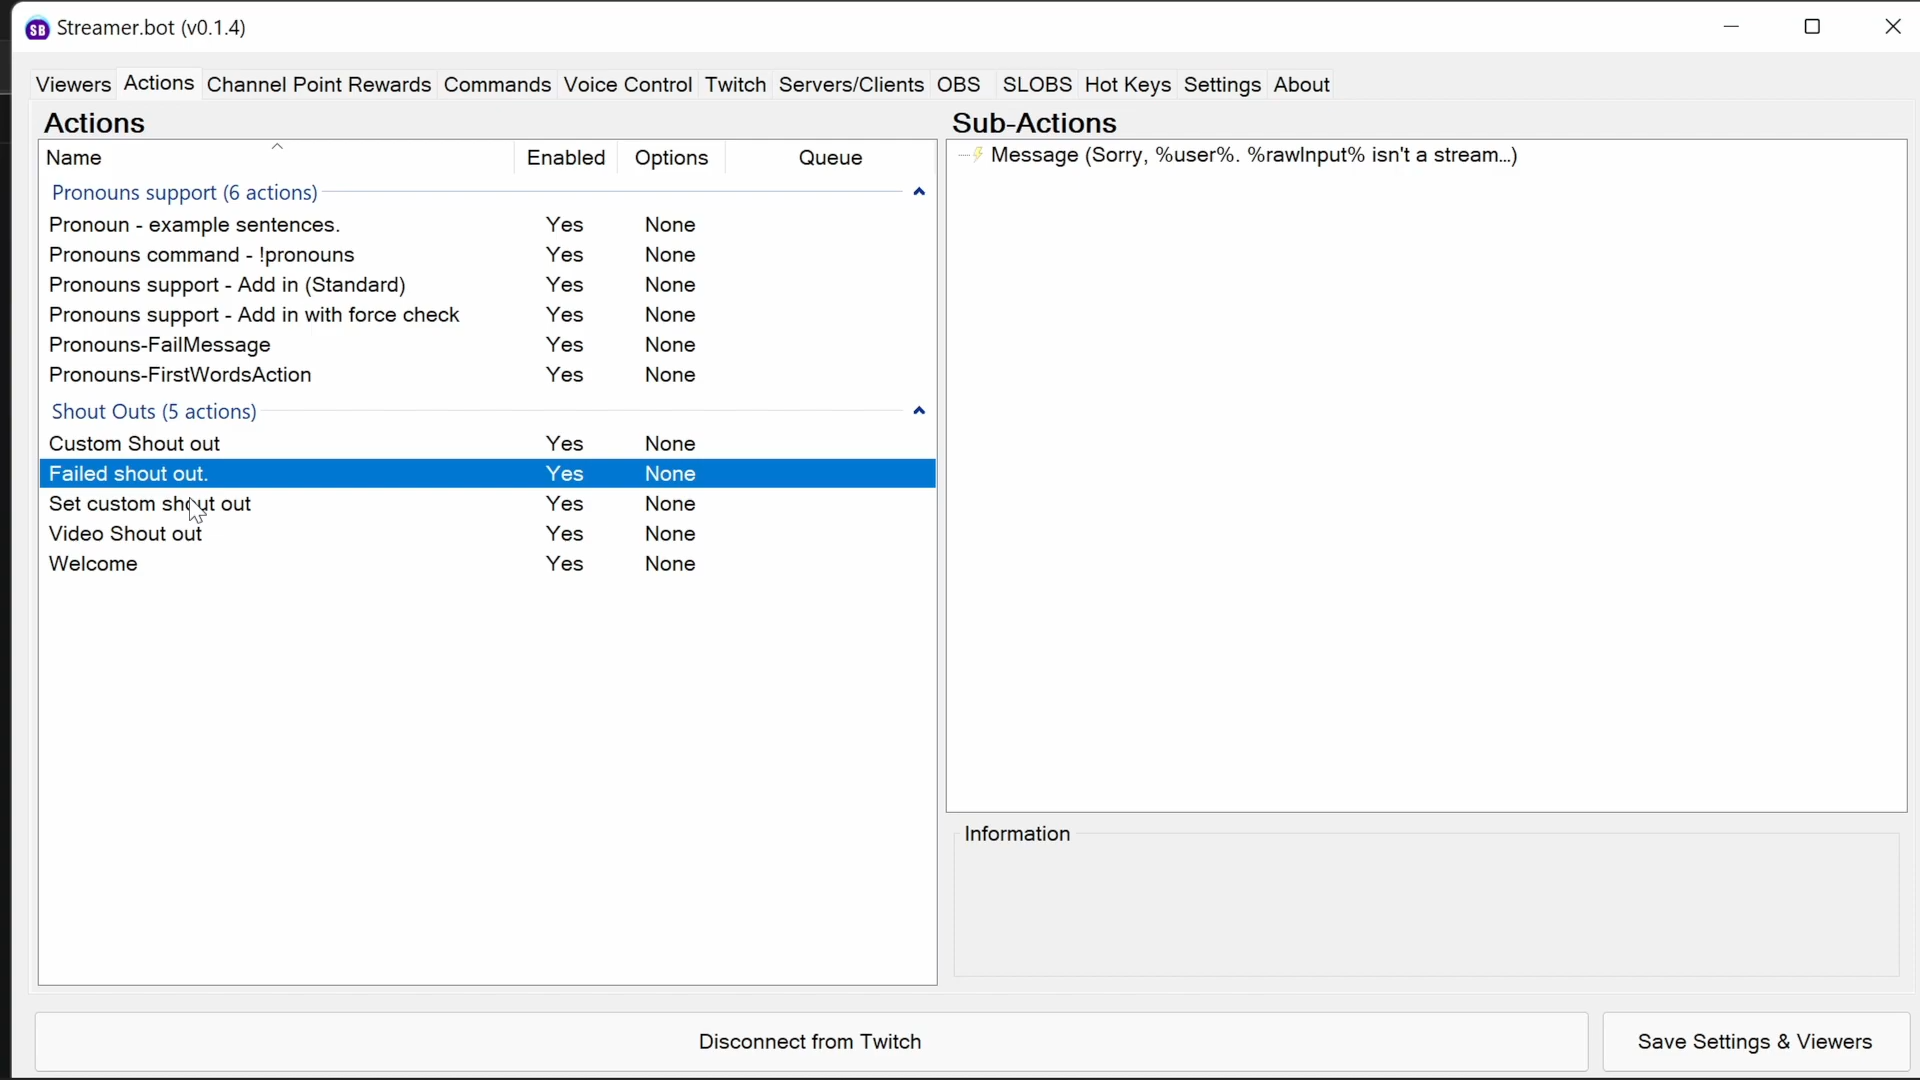 SB Streamer.bot (v0.1.4)
Viewers Actions Channel Point Rewards Commands Voice Control Twitch Servers/Clients OBS SLOBS Hot Keys Settings About
Actions
Name Enabled Options Queue
Pronouns support (6 actions)
Pronoun - example sentences. Yes None
Pronouns command - !pronouns Yes None
Pronouns support - Add in (Standard) Yes None
Pronouns support - Add in with force check Yes None
Pronouns-FailMessage Yes None
Pronouns-FirstWordsAction Yes None
Shout Outs (5 actions)
Custom Shout out Yes None
Failed shout out. Yes None
Set custom shout out Yes None
Video Shout out Yes None
Welcome Yes None
Sub-Actions
Message (Sorry, %user%. %rawInput% isn't a stream...)
Information
Disconnect from Twitch
Save Settings & Viewers